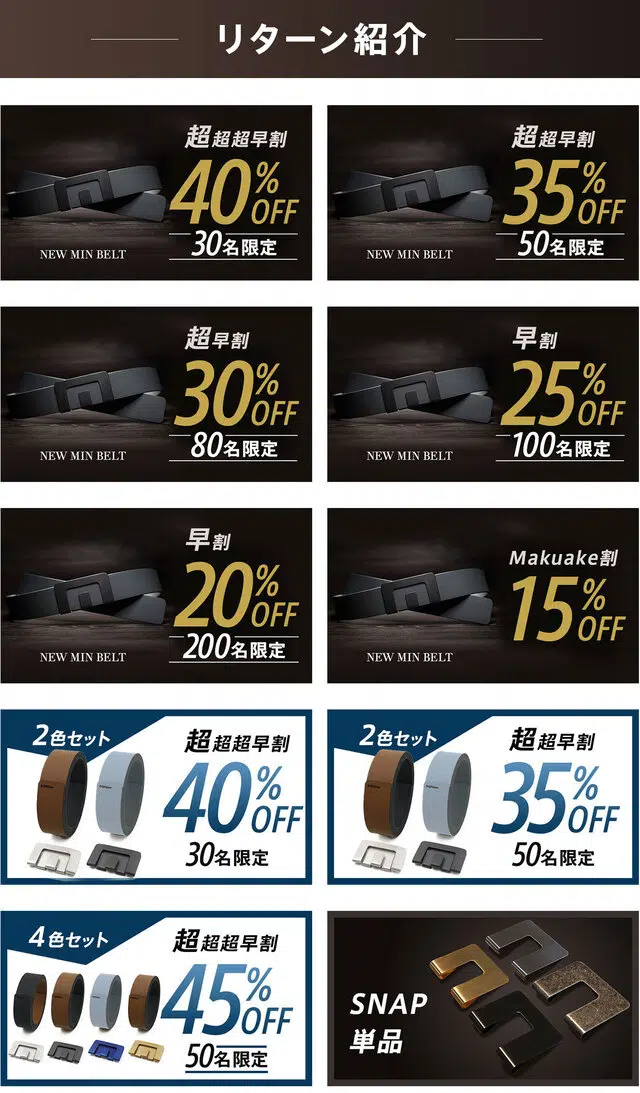 リターン紹介
超超超早割
40%OFF
30名限定
NEW MIN BELT
超超早割
35%OFF
50名限定
NEW MIN BELT
超早割
30%OFF
80名限定
NEW MIN BELT
早割
25%OFF
100名限定
NEW MIN BELT
早割
20%OFF
200名限定
NEW MIN BELT
Makuake割
15%OFF
NEW MIN BELT
2色セット
超超超早割
40%OFF
30名限定
2色セット
超超早割
35%OFF
50名限定
4色セット
超超超早割
45%OFF
50名限定
SNAP
単品